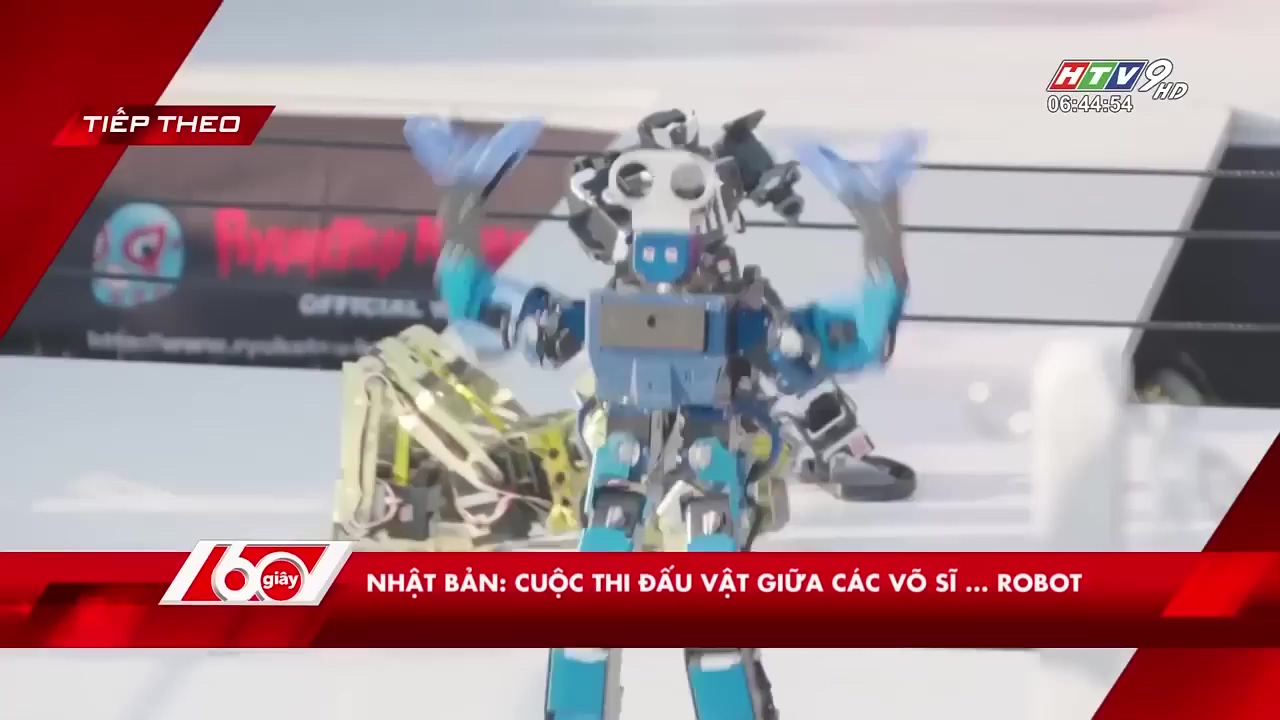 HTV9 HD
06:44:54
TIẾP THEO
OFFICIAL
60 giây
NHẬT BẢN: CUỘC THI ĐẤU VẬT GIỮA CÁC VÕ SĨ ... ROBOT